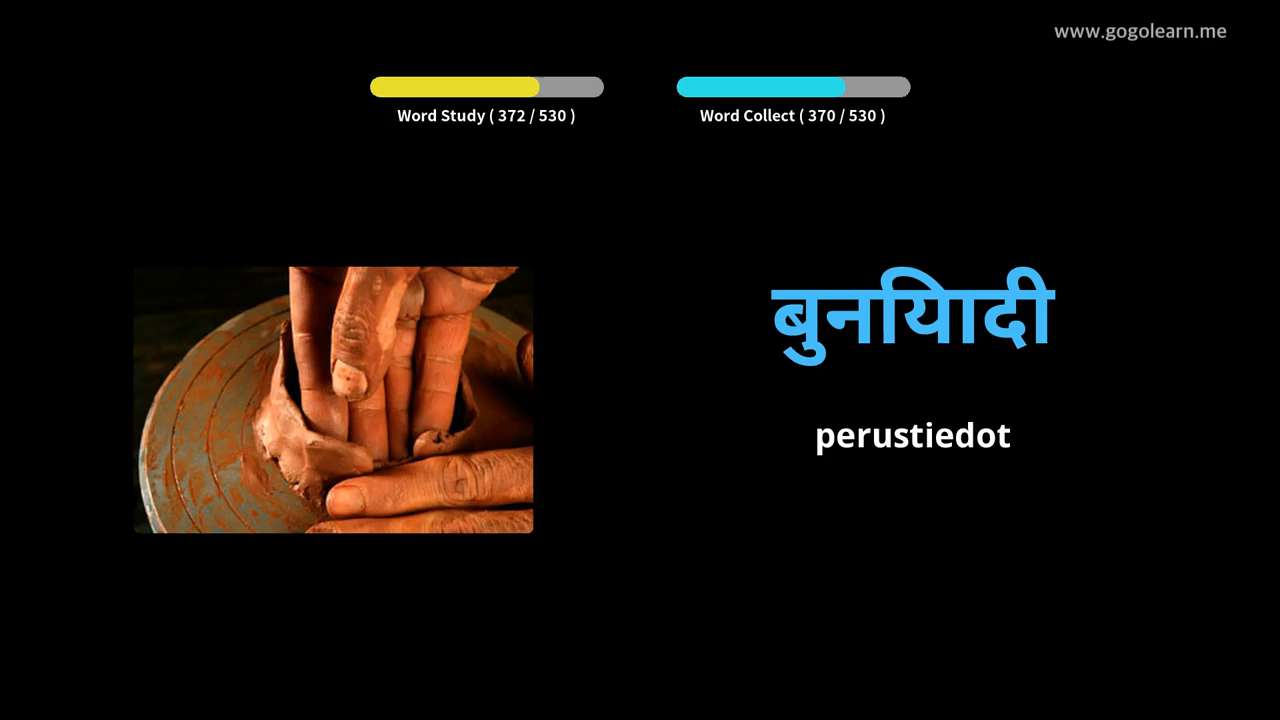 www.gogolearn.me
Word Study ( 372 / 530 )
Word Collect ( 370 / 530 )
बुनियादी
perustiedot